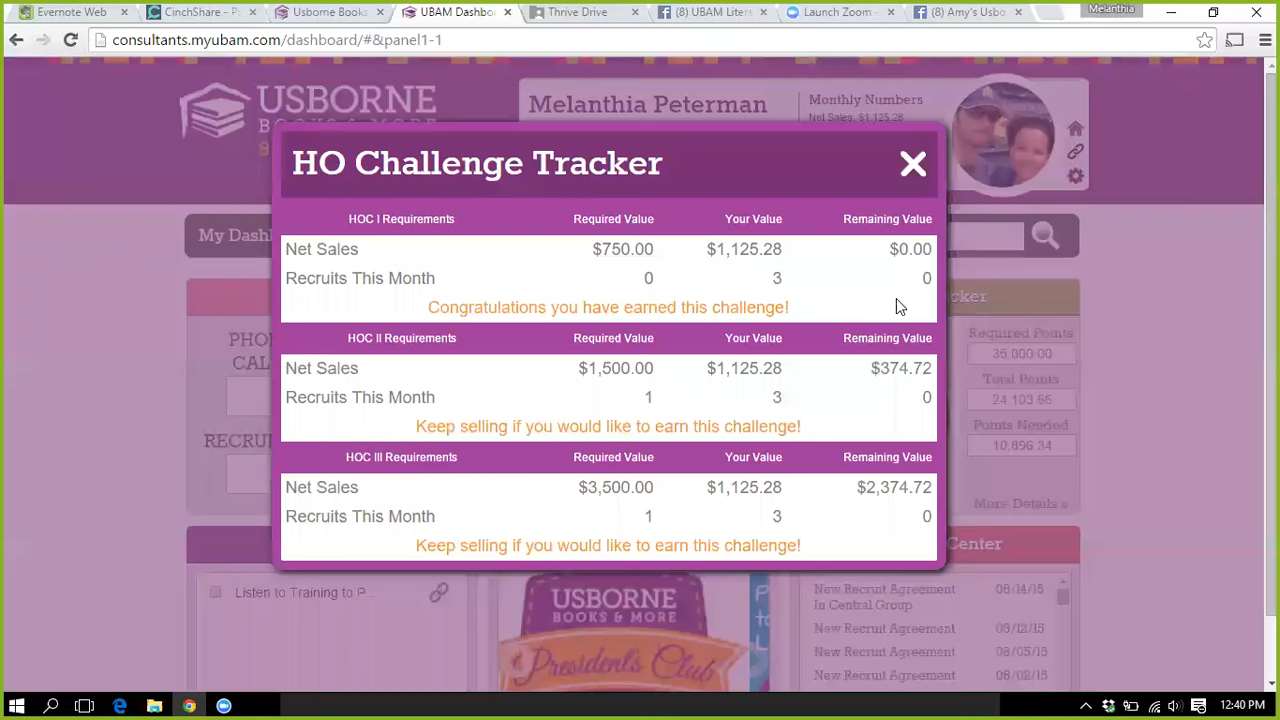 Evernote Web
CinchShare - P
Usborne Books
UBAM Dashbo
Thrive Drive
(8) UBAM Liter
Launch Zoom -
(8) Amy's Usbo
Melanthia
consultants.myubam.com/dashboard/#&panel1-1
USBORNE
BOOKS & MORE
Melanthia Peterman
Monthly Numbers
Net Sales: $1,125.28
HO Challenge Tracker
HOC I Requirements Required Value Your Value Remaining Value
Net Sales $750.00 $1,125.28 $0.00
Recruits This Month 0 3 0
Congratulations you have earned this challenge!
HOC II Requirements Required Value Your Value Remaining Value
Net Sales $1,500.00 $1,125.28 $374.72
Recruits This Month 1 3 0
Keep selling if you would like to earn this challenge!
HOC III Requirements Required Value Your Value Remaining Value
Net Sales $3,500.00 $1,125.28 $2,374.72
Recruits This Month 1 3 0
Keep selling if you would like to earn this challenge!
My Dash
PHO
CAL
RECRU
cker
Required Points
35,000.00
Total Points
24,103.66
Points Needed
10,896.34
More Details »
Listen to Training to P...
USBORNE
BOOKS & MORE
President's Club
P
to
L
Center
New Recruit Agreement 08/14/15
In Central Group
New Recruit Agreement 08/12/15
New Recruit Agreement 08/05/15
New Recruit Agreement 08/02/15
12:40 PM